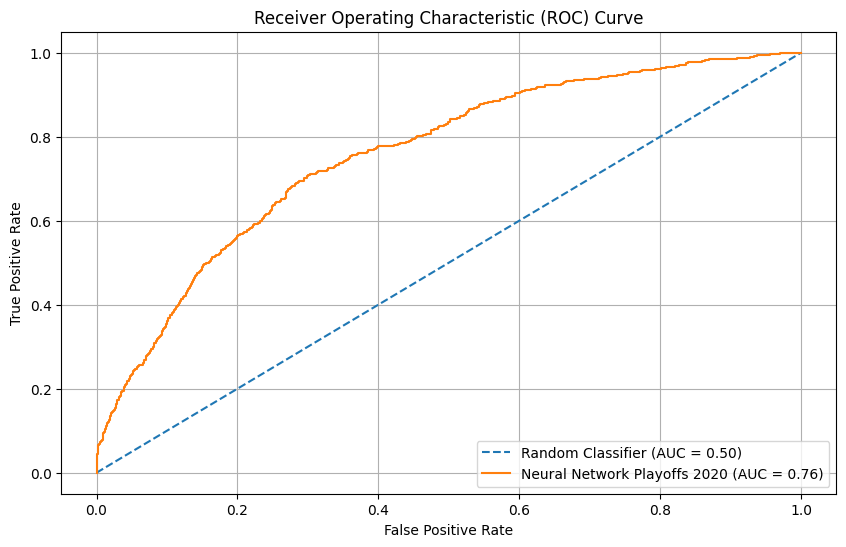 Receiver Operating Characteristic (ROC) Curve
1.0
0.8
0.6
0.4
0.2
0.0
True Positive Rate
Random Classifier (AUC = 0.50)
Neural Network Playoffs 2020 (AUC = 0.76)
0.0 0.2 0.4 0.6 0.8 1.0
False Positive Rate